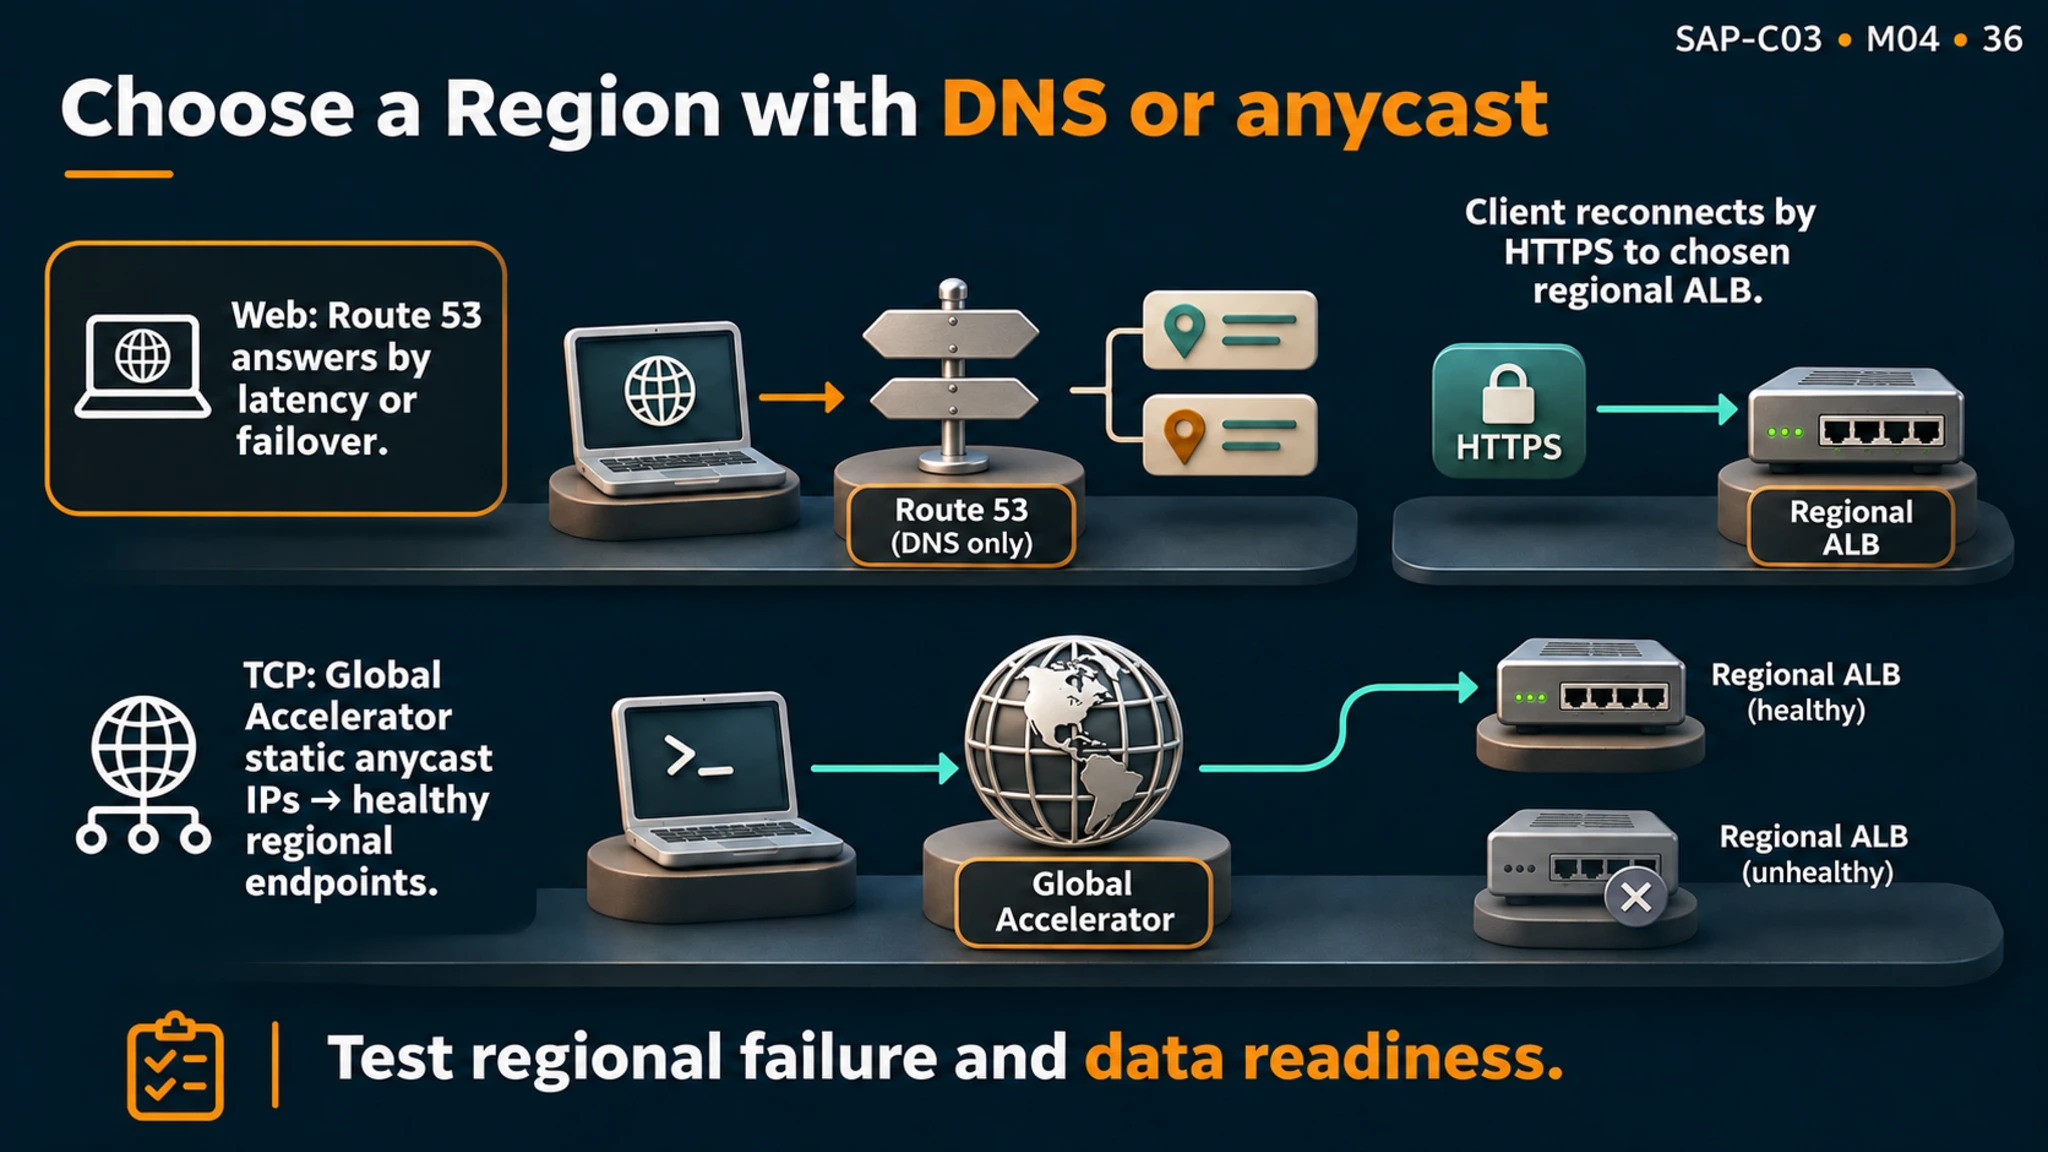 SAP-C03 • M04 • 36
Choose a Region with DNS or anycast
Web: Route 53
answers by
latency or
failover.
Route 53
(DNS only)
Client reconnects by
HTTPS to chosen
regional ALB.
HTTPS
Regional
ALB
TCP: Global
Accelerator
static anycast
IPs → healthy
regional
endpoints.
>_
Global
Accelerator
Regional ALB
(healthy)
Regional ALB
(unhealthy)
Test regional failure and data readiness.